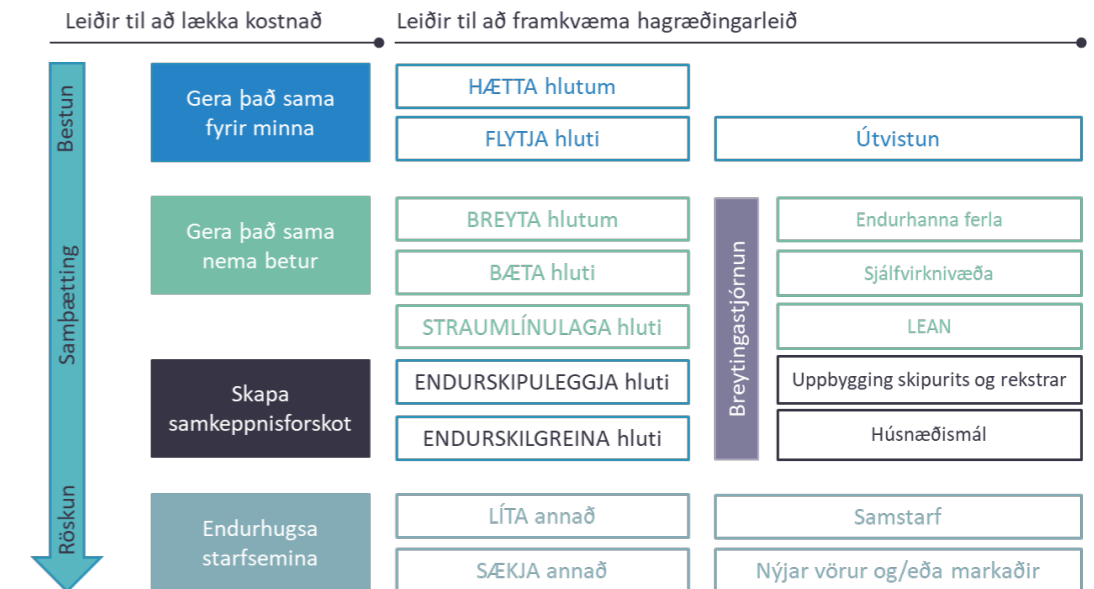 Leiðir til að lækka kostnað
Leiðir til að framkvæma hagræðingarleið
Bestun
Gera það sama
fyrir minna
HÆTTA hlutum
FLYTJA hluti
Útvistun
Samþætting
Gera það sama
nema betur
BREYTA hlutum
BÆTA hluti
STRAUMLÍNULAGA hluti
Breytingastjórnun
Endurhanna ferla
Sjálfvirknivæða
LEAN
Skapa
samkeppnisforskot
ENDURSKIPULEGGJA hluti
ENDURSKILGREINA hluti
Uppbygging skipurits og rekstrar
Húsnæðismál
Röskun
Endurhugsa
starfsemina
LÍTA annað
SÆKJA annað
Samstarf
Nýjar vörur og/eða markaðir